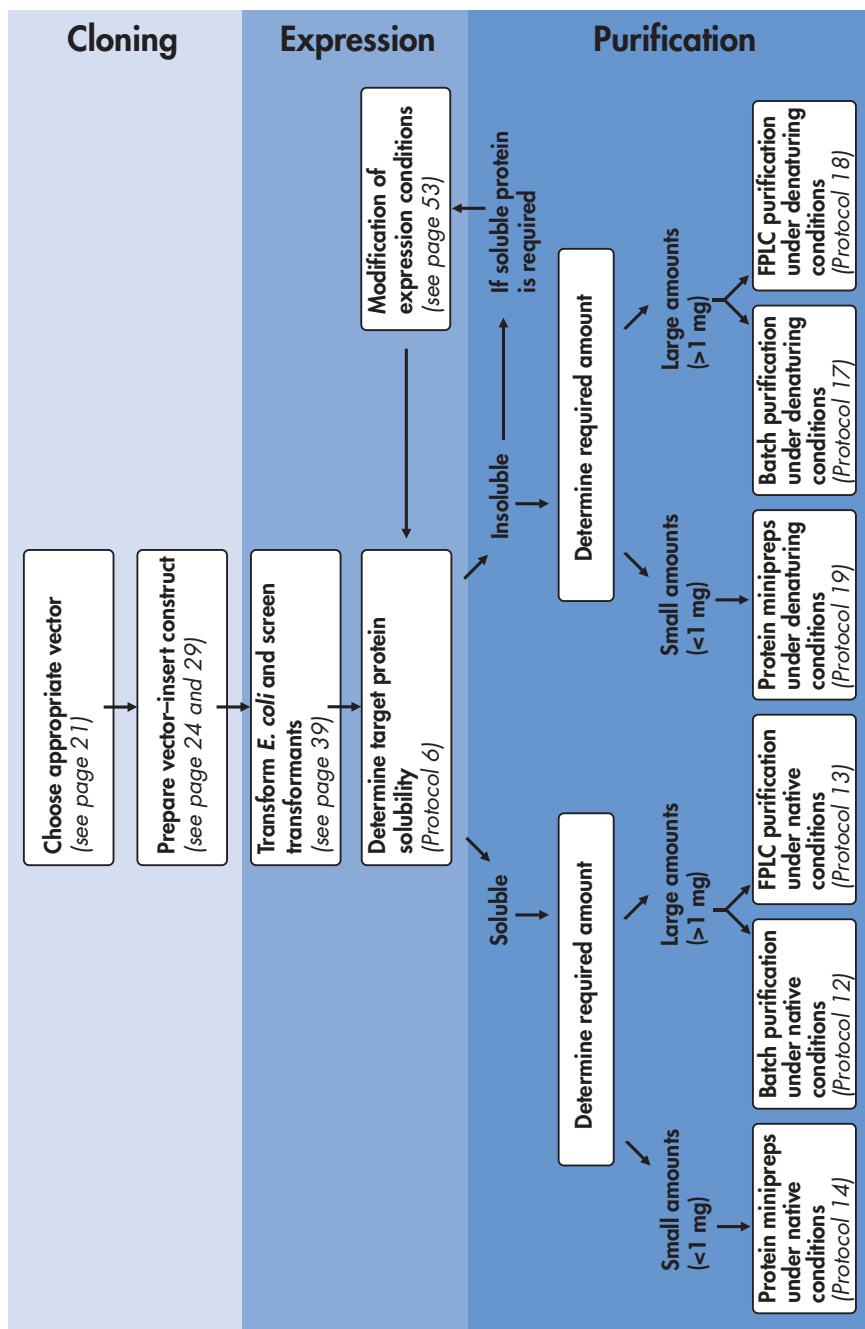 Cloning
Expression
Purification
Choose appropriate vector
(see page 21)
Prepare vector–insert construct
(see page 24 and 29)
Transform E. coli and screen
transformants
(see page 39)
Determine target protein
solubility
(Protocol 6)
Modification of
expression conditions
(see page 53)
Soluble
Insoluble
If soluble protein
is required
Determine required amount
Determine required amount
Small amounts
(<1 mg)
Large amounts
(>1 mg)
Small amounts
(<1 mg)
Large amounts
(>1 mg)
Protein minipreps
under native
conditions
(Protocol 14)
Batch purification
under native
conditions
(Protocol 12)
FPLC purification
under native
conditions
(Protocol 13)
Protein minipreps
under denaturing
conditions
(Protocol 19)
Batch purification
under denaturing
conditions
(Protocol 17)
FPLC purification
under denaturing
conditions
(Protocol 18)